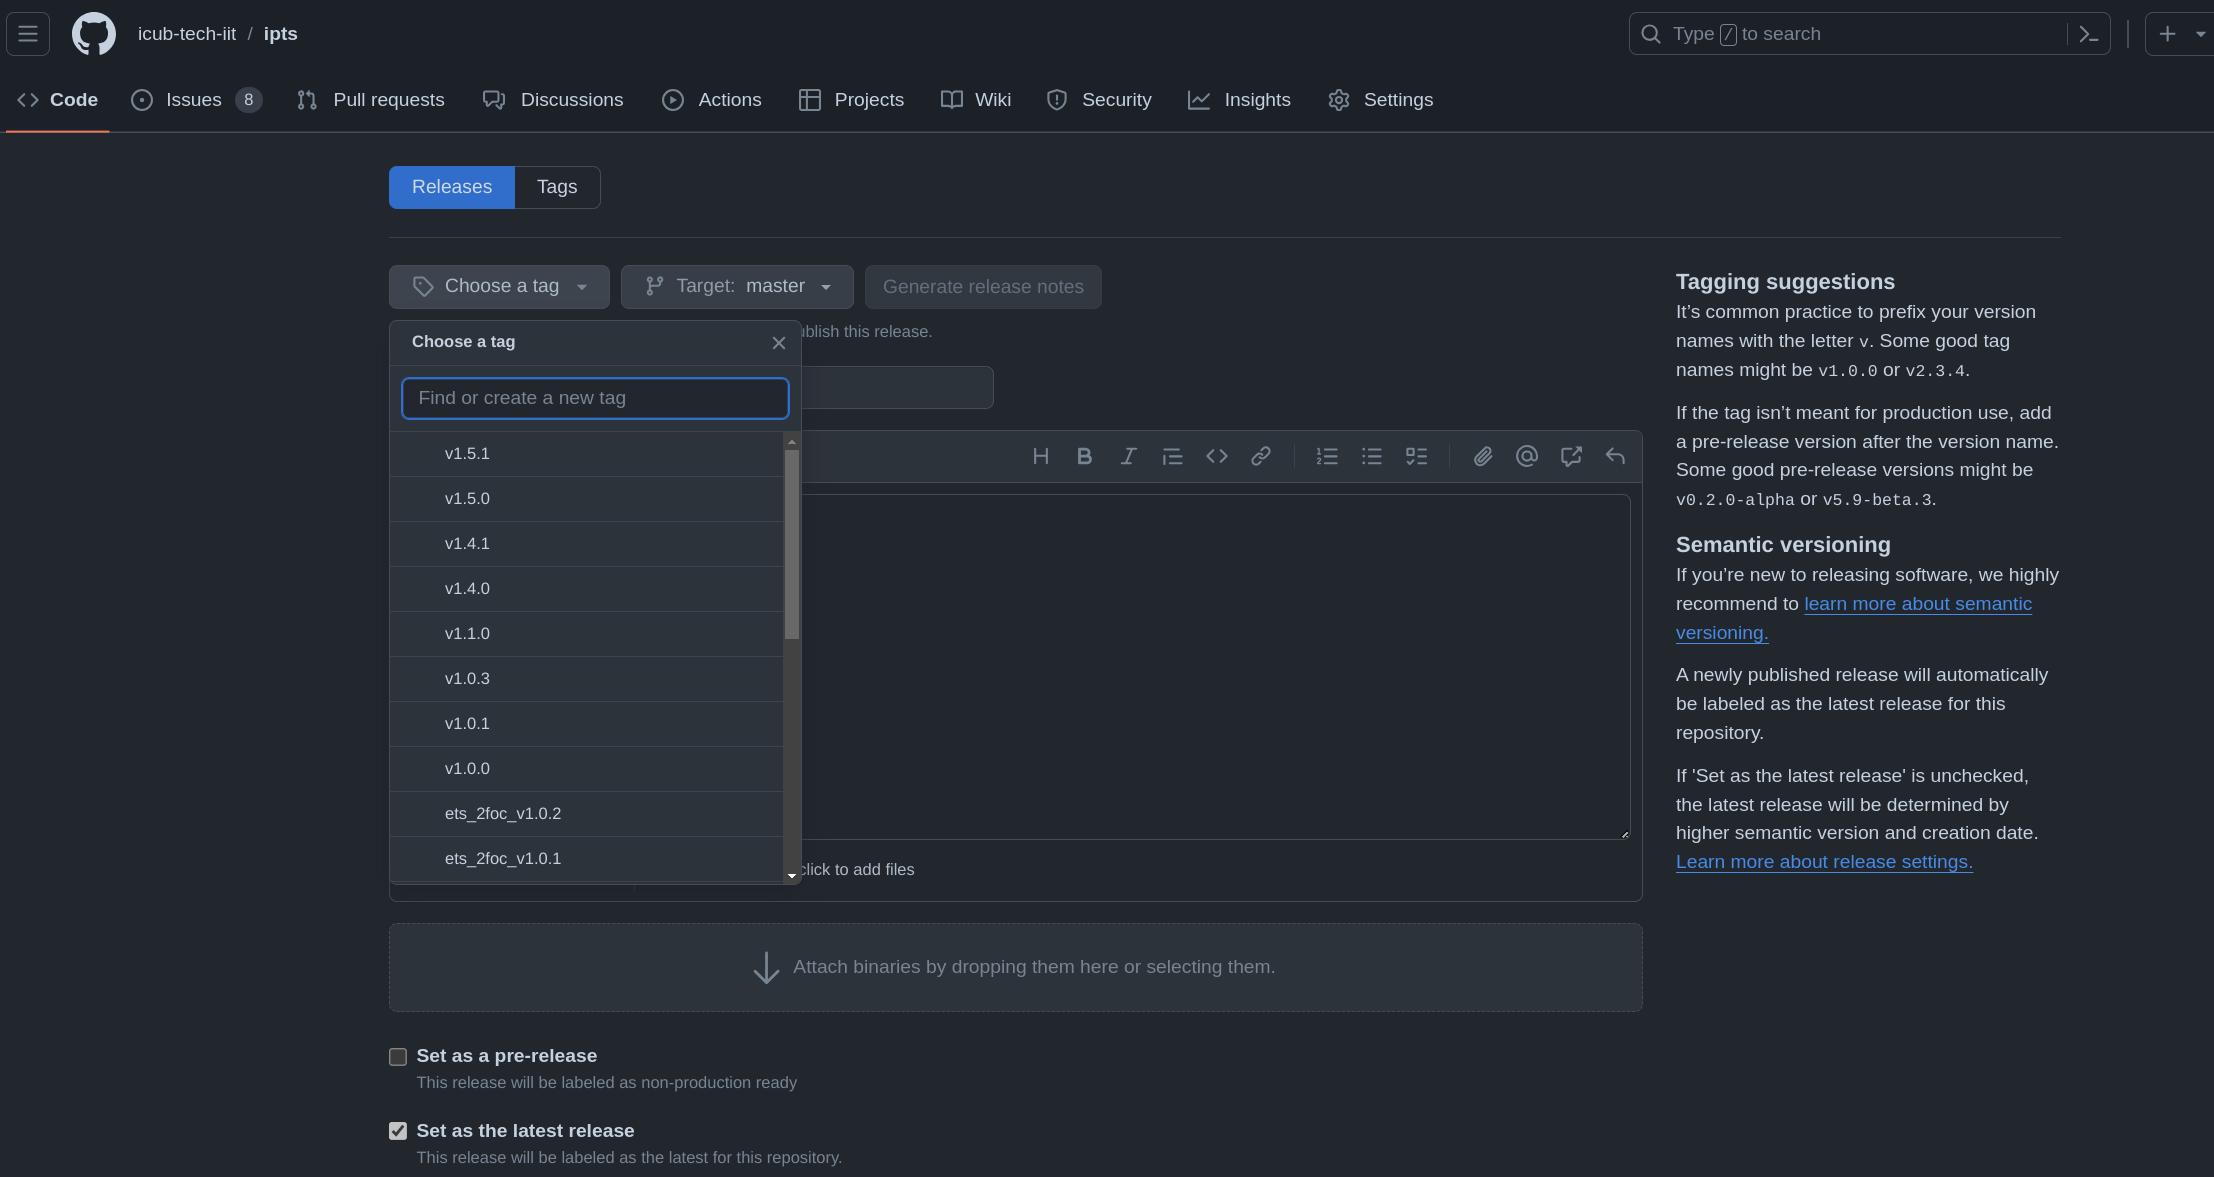 icub-tech-iit / ipts
Type / to search
Code
Issues 8
Pull requests
Discussions
Actions
Projects
Wiki
Security
Insights
Settings
Releases
Tags
Choose a tag
Target: master
Generate release notes
ublish this release.
Choose a tag
Find or create a new tag
v1.5.1
v1.5.0
v1.4.1
v1.4.0
v1.1.0
v1.0.3
v1.0.1
v1.0.0
ets_2foc_v1.0.2
ets_2foc_v1.0.1
click to add files
Attach binaries by dropping them here or selecting them.
Set as a pre-release
This release will be labeled as non-production ready
Set as the latest release
This release will be labeled as the latest for this repository.
Tagging suggestions
It’s common practice to prefix your version
names with the letter v. Some good tag
names might be v1.0.0 or v2.3.4.
If the tag isn’t meant for production use, add
a pre-release version after the version name.
Some good pre-release versions might be
v0.2.0-alpha or v5.9-beta.3.
Semantic versioning
If you’re new to releasing software, we highly
recommend to learn more about semantic
versioning.
A newly published release will automatically
be labeled as the latest release for this
repository.
If 'Set as the latest release' is unchecked,
the latest release will be determined by
higher semantic version and creation date.
Learn more about release settings.